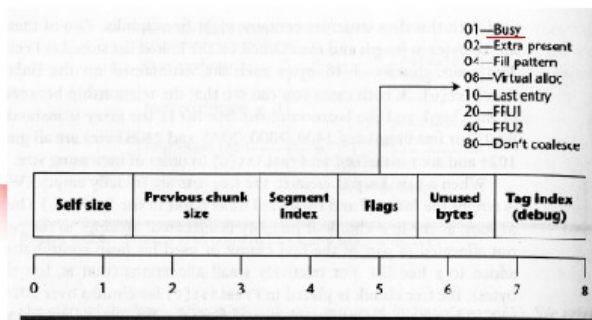 01—Busy
02—Extra present
04—Fill pattern
08—Virtual alloc
10—Last entry
20—FFU1
40—FFU2
80—Don't coalesce
Self size
Previous chunk
size
Segment
Index
Flags
Unused
bytes
Tag index
(debug)
0 1 2 3 4 5 6 7 8